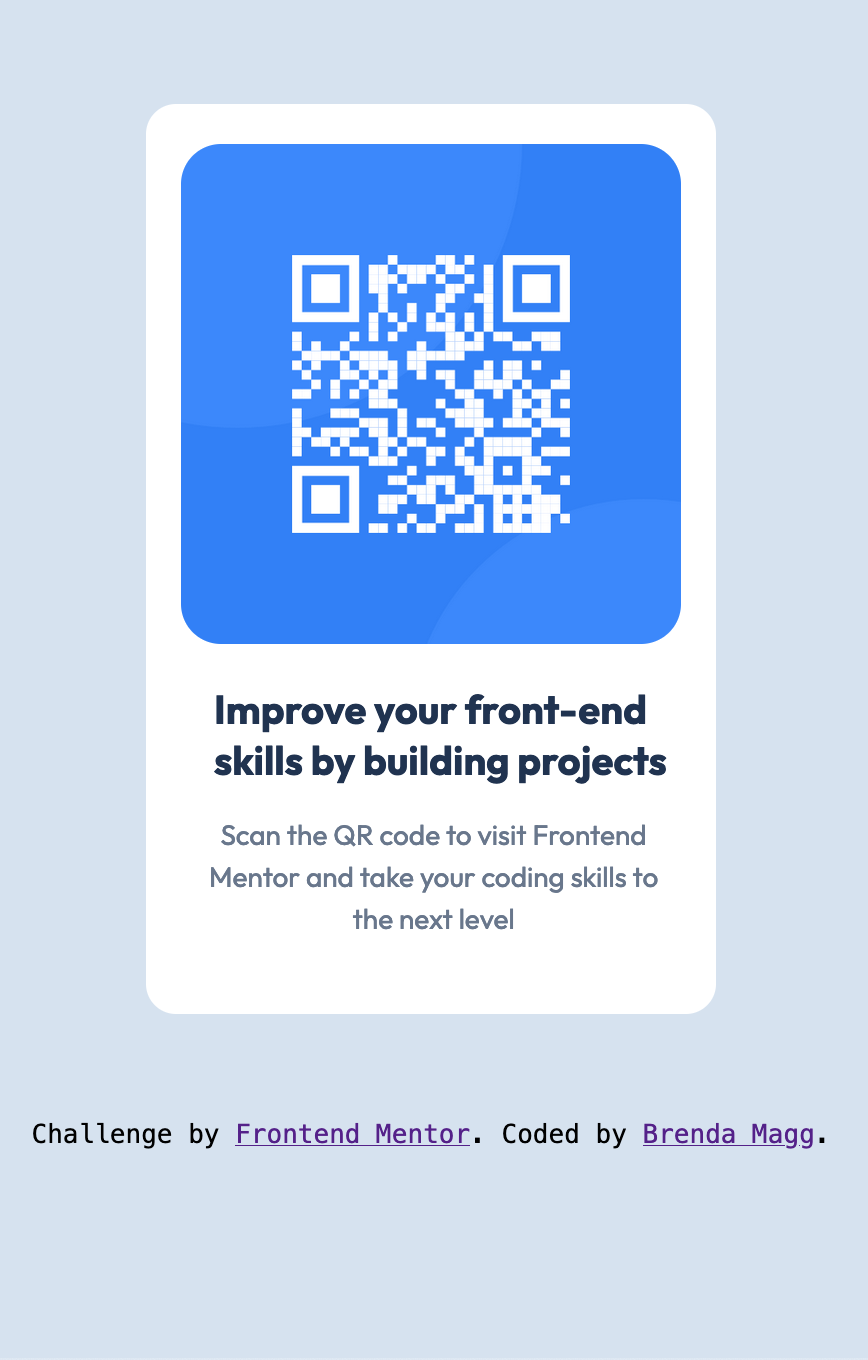 Improve your front-end
skills by building projects
Scan the QR code to visit Frontend
Mentor and take your coding skills to
the next level
Challenge by Frontend Mentor. Coded by Brenda Magg.